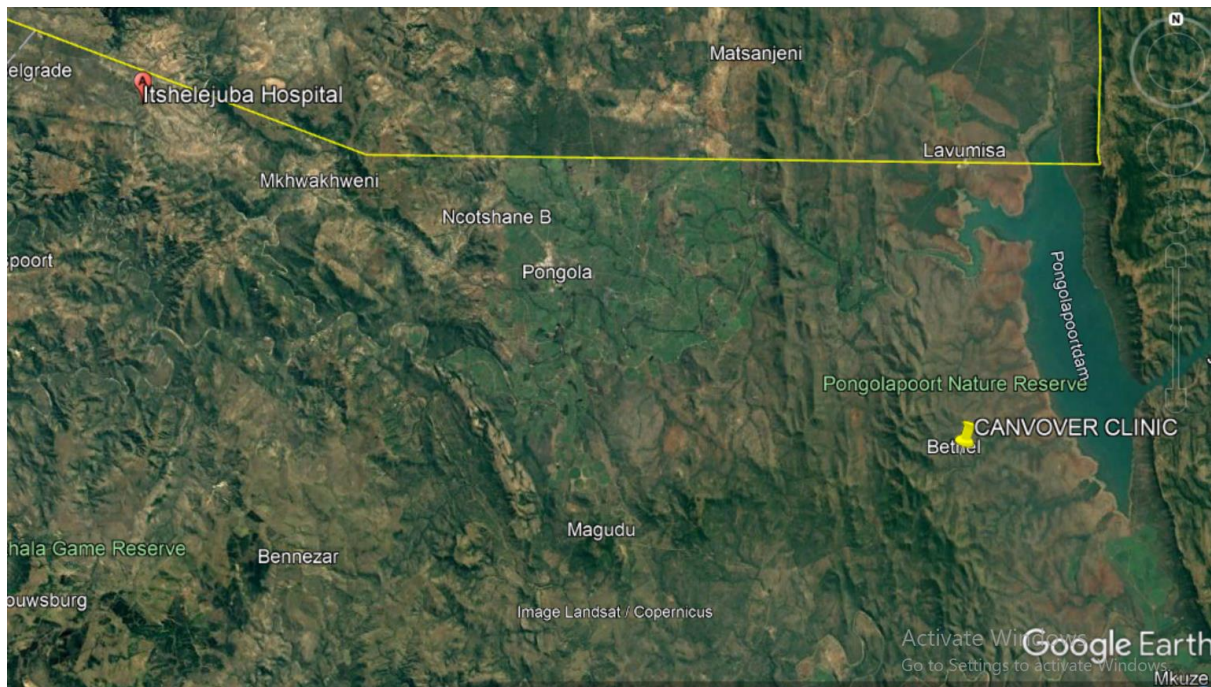 N
Matsanjeni
elgrade
A
Itshelejuba Hospital
Lavumisa
Mkhwakhweni
Ncotshane B
spoort
Pongola
Pongolapoortdam
Pongolapoort Nature Reserve
CANVOVER CLINIC
Bethel
Magudu
hala Game Reserve
Bennezar
ouwsburg
Image Landsat / Copernicus
Activate Windows
Google Earth
Go to Settings to activate Windows.
Mkuze